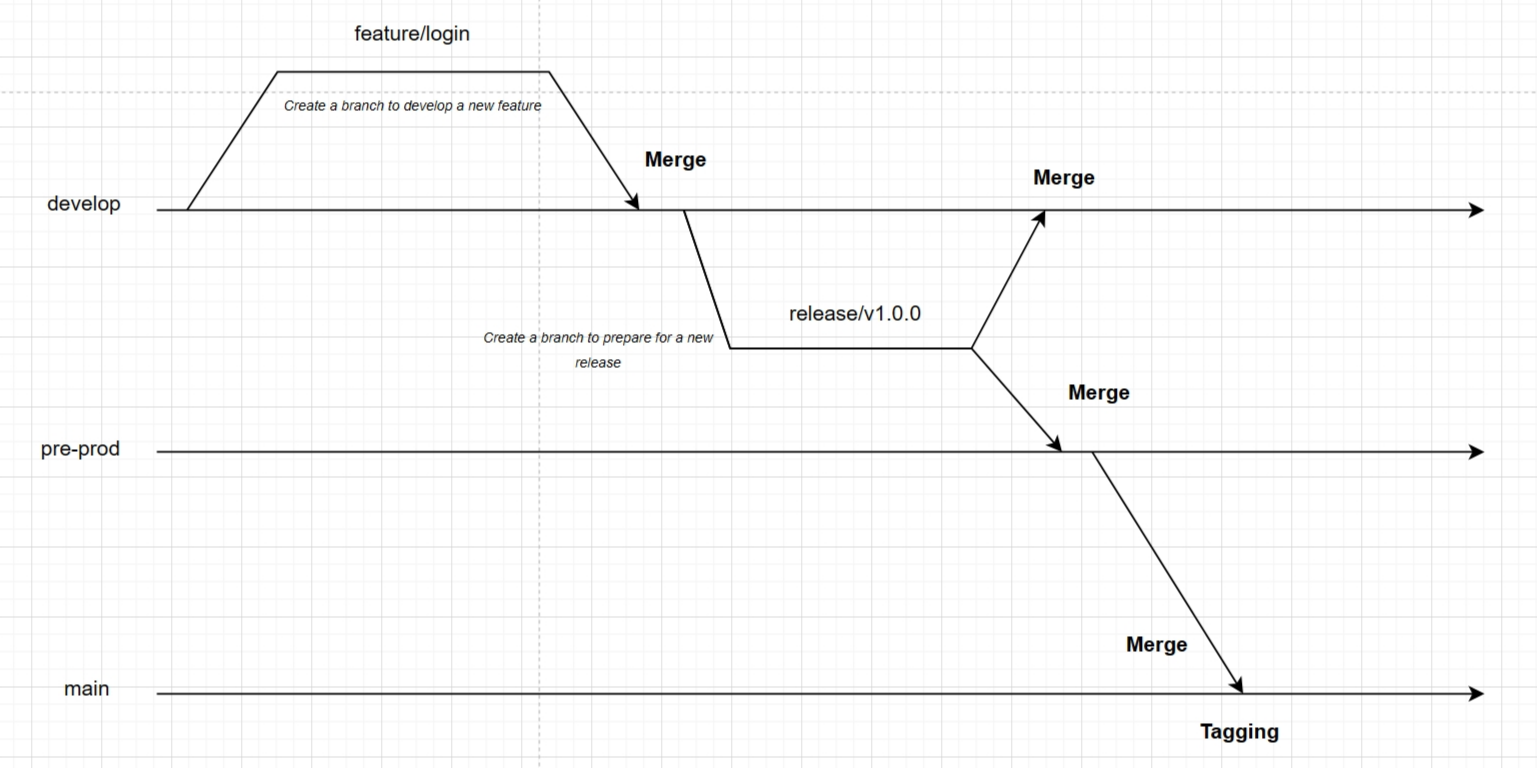 feature/login
Create a branch to develop a new feature
Merge
Merge
develop
release/v1.0.0
Create a branch to prepare for a new
release
Merge
pre-prod
Merge
main
Tagging